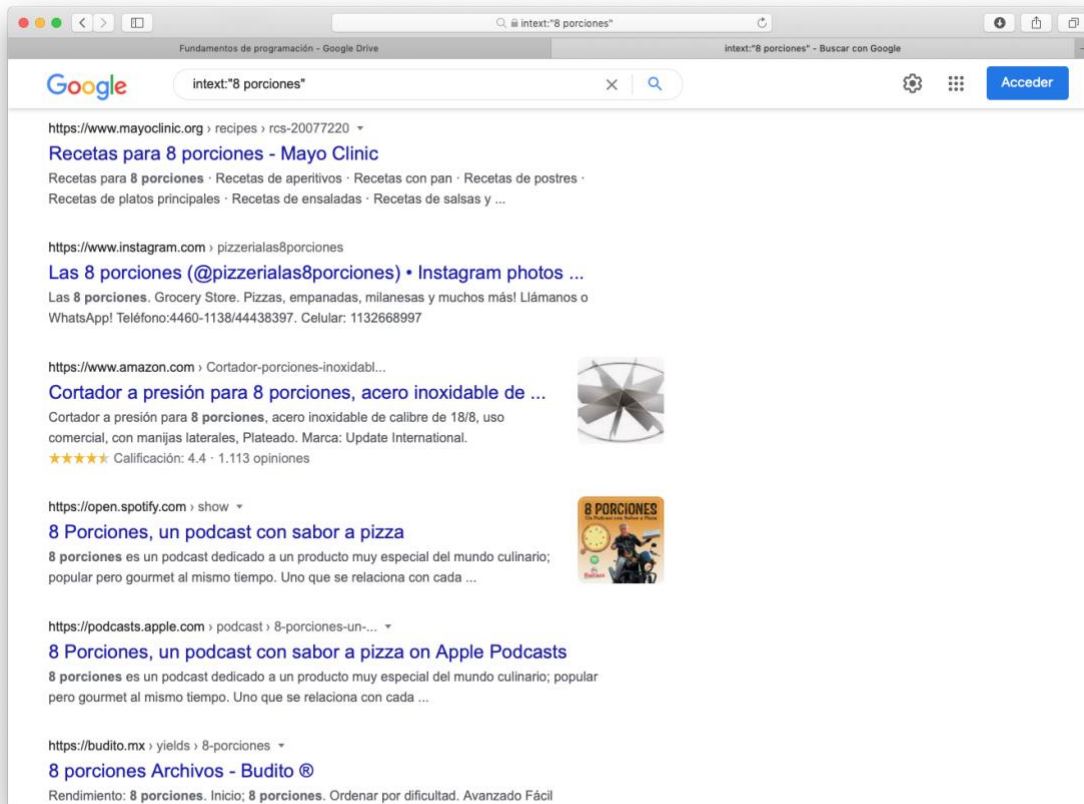 intext:"8 porciones"
Fundamentos de programación - Google Drive
intext:"8 porciones" - Buscar con Google
Google
intext:"8 porciones"
Acceder
https://www.mayoclinic.org › recipes › rcs-20077220
Recetas para 8 porciones - Mayo Clinic
Recetas para 8 porciones · Recetas de aperitivos · Recetas con pan · Recetas de postres ·
Recetas de platos principales · Recetas de ensaladas · Recetas de salsas y ...
https://www.instagram.com › pizzerialas8porciones
Las 8 porciones (@pizzerialas8porciones) • Instagram photos ...
Las 8 porciones. Grocery Store. Pizzas, empanadas, milanesas y muchos más! Llámanos o
WhatsApp! Teléfono:4460-1138/44438397. Celular: 1132668997
https://www.amazon.com › Cortador-porciones-inoxidabl...
Cortador a presión para 8 porciones, acero inoxidable de ...
Cortador a presión para 8 porciones, acero inoxidable de calibre de 18/8, uso
comercial, con manijas laterales, Plateado. Marca: Update International.
Calificación: 4.4 · 1.113 opiniones
https://open.spotify.com › show
8 Porciones, un podcast con sabor a pizza
8 porciones es un podcast dedicado a un producto muy especial del mundo culinario;
popular pero gourmet al mismo tiempo. Uno que se relaciona con cada ...
8 PORCIONES
Un Podcast con Sabor a Pizza
https://podcasts.apple.com › podcast › 8-porciones-un-...
8 Porciones, un podcast con sabor a pizza on Apple Podcasts
8 porciones es un podcast dedicado a un producto muy especial del mundo culinario; popular
pero gourmet al mismo tiempo. Uno que se relaciona con cada ...
https://budito.mx › yields › 8-porciones
8 porciones Archivos - Budito ®
Rendimiento: 8 porciones. Inicio; 8 porciones. Ordenar por dificultad. Avanzado Fácil